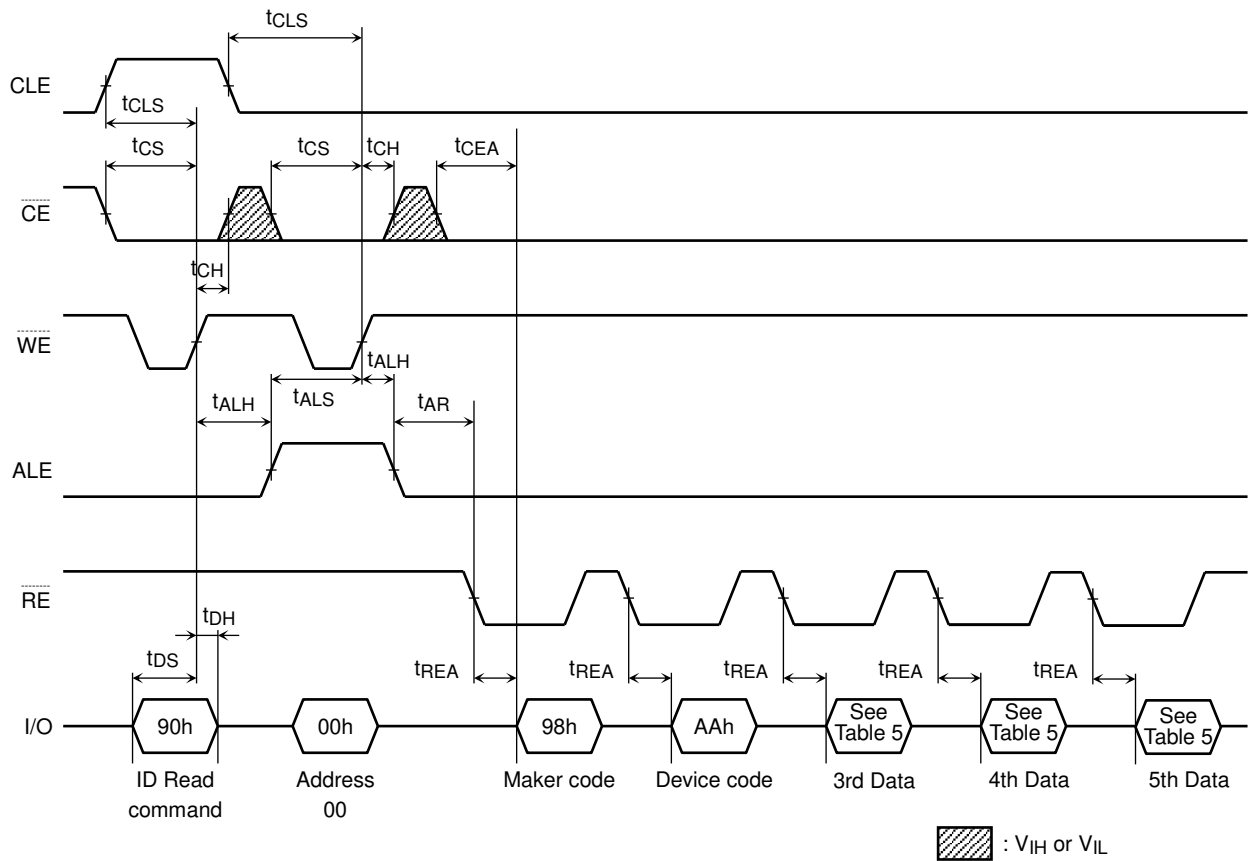 tCLS
CLE
tCLS
tCS
tCS
tCH
tCEA
CE
tCH
WE
tALH
tALH
tALS
tAR
ALE
RE
tDH
tDS
tREA
tREA
tREA
tREA
tREA
I/O
90h
00h
98h
AAh
See
Table 5
See
Table 5
See
Table 5
ID Read
command
Address
00
Maker code
Device code
3rd Data
4th Data
5th Data
: VIH or VIL